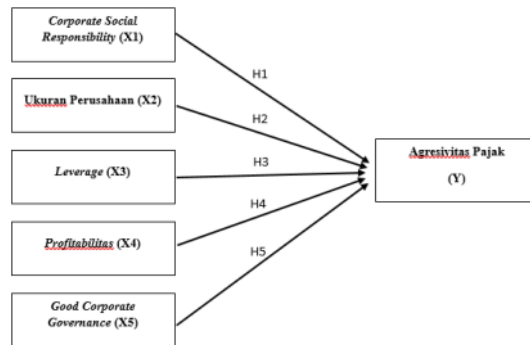 Corporate Social
Responsibility (X1)
H1
Ukuran Perusahaan (X2)
H2
Agresivitas Pajak
(Y)
H3
Leverage (X3)
H4
Profitabilitas (X4)
H5
Good Corporate
Governance (X5)